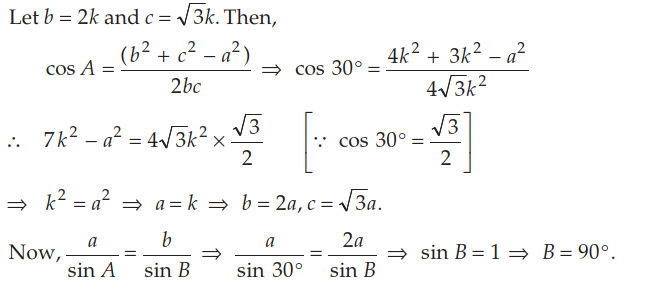 Let b = 2k and c = √3k. Then,
cos A = (b² + c² − a²)/2bc ⇒ cos 30° = 4k² + 3k² − a²/4√3k²
∴ 7k² − a² = 4√3k² × √3/2 [∵ cos 30° = √3/2]
⇒ k² = a² ⇒ a = k ⇒ b = 2a, c = √3a.
Now, a/sin A = b/sin B ⇒ a/sin 30° = 2a/sin B ⇒ sin B = 1 ⇒ B = 90°.